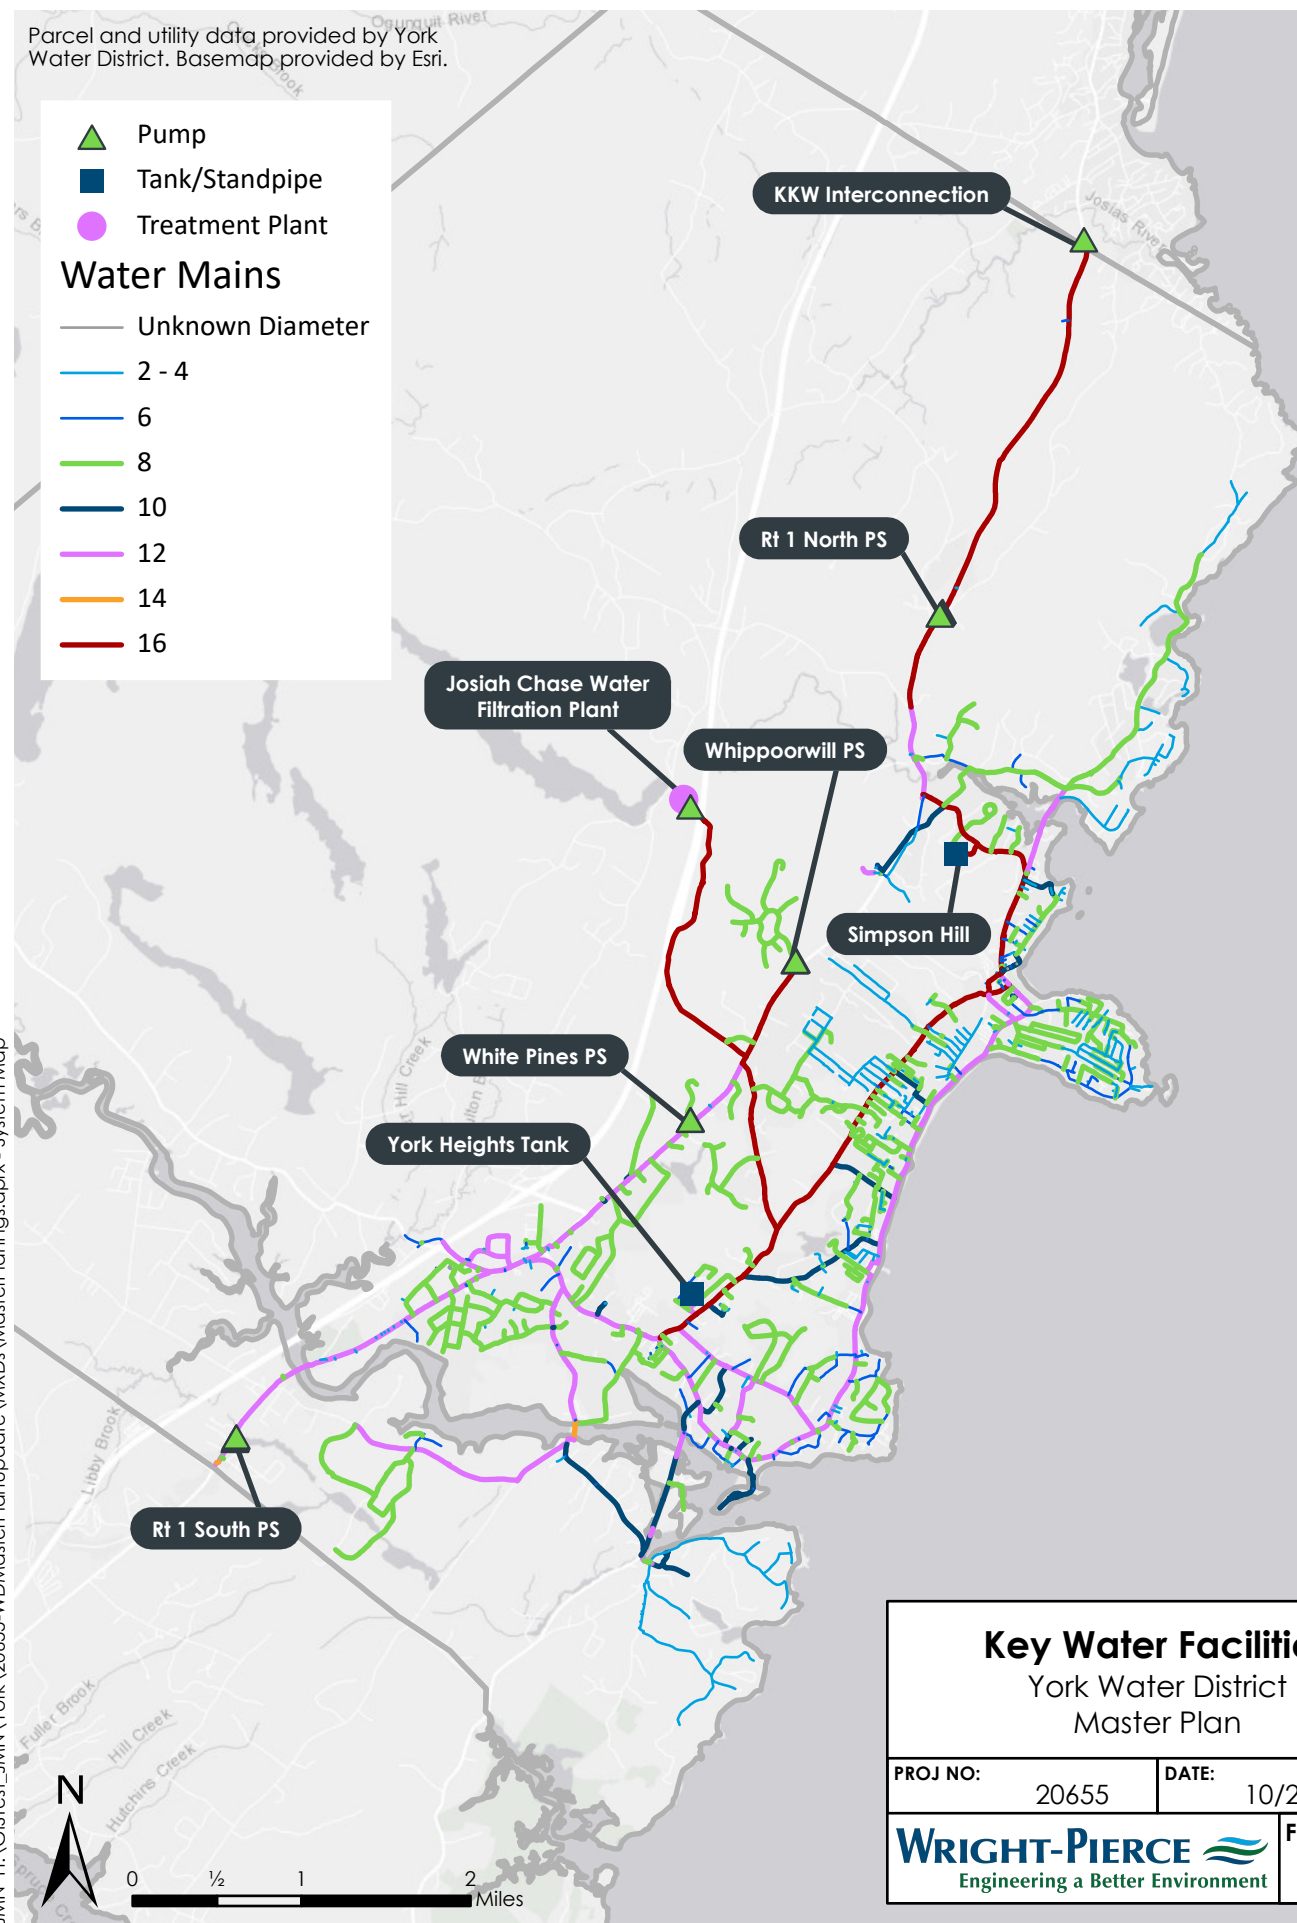 Parcel and utility data provided by York
Water District. Basemap provided by Esri.
Ogunquit River
Brook
Pump
Tank/Standpipe
Treatment Plant
Water Mains
Unknown Diameter
2 - 4
6
8
10
12
14
16
KKW Interconnection
Josias River
Rt 1 North PS
Josiah Chase Water
Filtration Plant
Whippoorwill PS
Simpson Hill
White Pines PS
Hill Creek
York Heights Tank
Libby Brook
Rt 1 South PS
Fuller Brook
Hill Creek
Hutchins Creek
N
0 ½ 1 2
Miles
Key Water Faciliti
York Water District
Master Plan
PROJ NO:
20655
DATE:
10/2
WRIGHT-PIERCE
Engineering a Better Environment
F